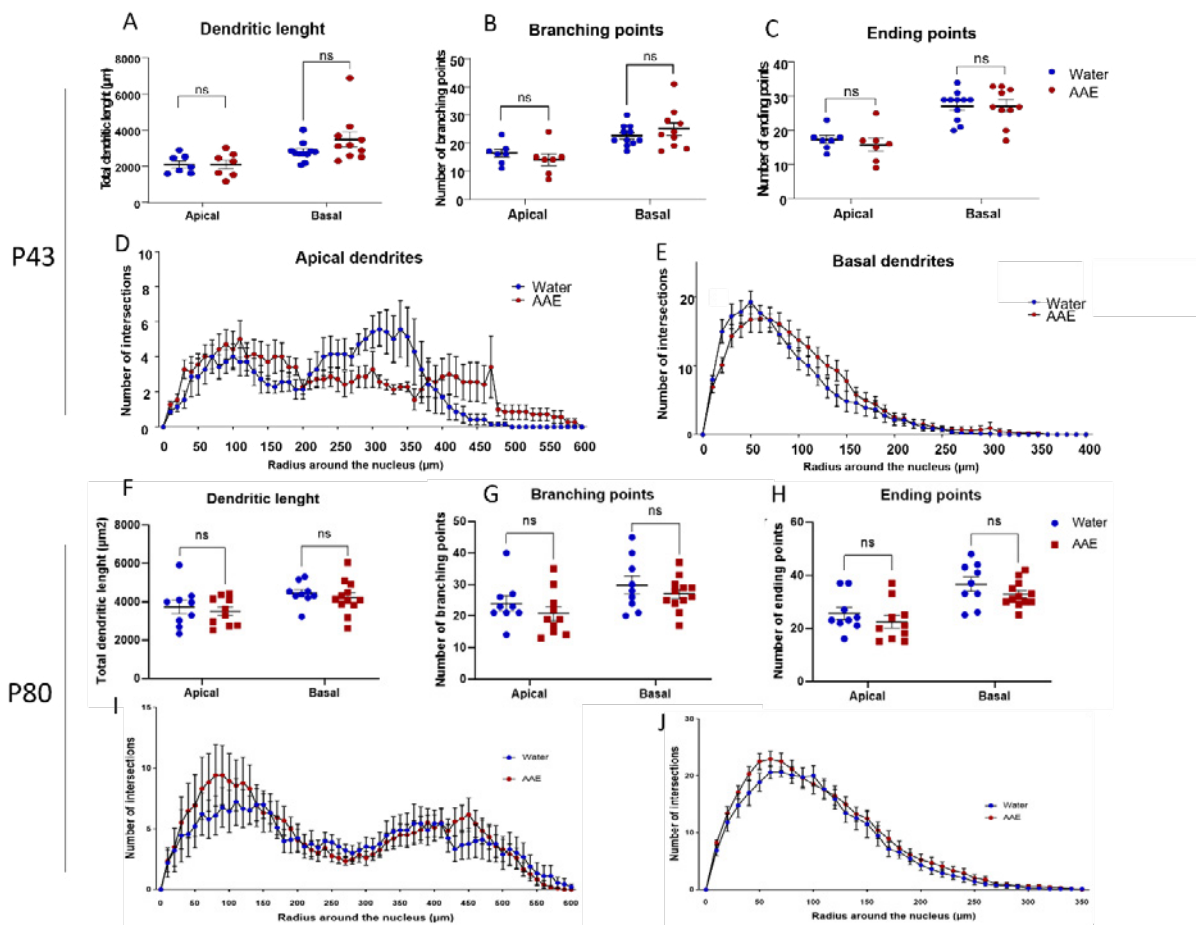 P43
A
Dendritic lenght
Total dendritic lenght (µm)
8000
6000
4000
2000
0
ns
ns
Apical
Basal
B
Branching points
Number of branching points
50
40
30
20
10
0
ns
ns
Apical
Basal
C
Ending points
Number of ending points
40
30
20
10
0
ns
ns
Apical
Basal
Water
AAE
D
Apical dendrites
Number of intersections
10
8
6
4
2
0
Water
AAE
0 50 100 150 200 250 300 350 400 450 500 550 600
Radius around the nucleus (µm)
E
Basal dendrites
Number of intersections
20
10
0
Water
AAE
0 50 100 150 200 250 300 350 400
Radius around the nucleus (µm)
P80
F
Dendritic lenght
Total dendritic lenght (µm2)
8000
6000
4000
2000
0
ns
ns
Apical
Basal
G
Branching points
Number of branching points
50
40
30
20
10
0
ns
ns
Apical
Basal
H
Ending points
Number of ending points
60
40
20
0
ns
ns
Apical
Basal
Water
AAE
I
Number of intersections
15
10
5
0
Water
AAE
0 50 100 150 200 250 300 350 400 450 500 550 600
Radius around the nucleus (µm)
J
Number of intersections
30
20
10
0
Water
AAE
0 50 100 150 200 250 300 350
Radius around the nucleus (µm)